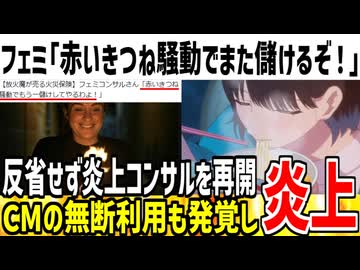 フェミ「赤いきつね騒動でまた儲けるぞ！」
【放火魔が売る火災保険】フェミコンサルさん「赤いきつね
騒動でもう一儲けしてやるわよ！」
反省せず炎上コンサルを再開
CMの無断利用も発覚し炎上